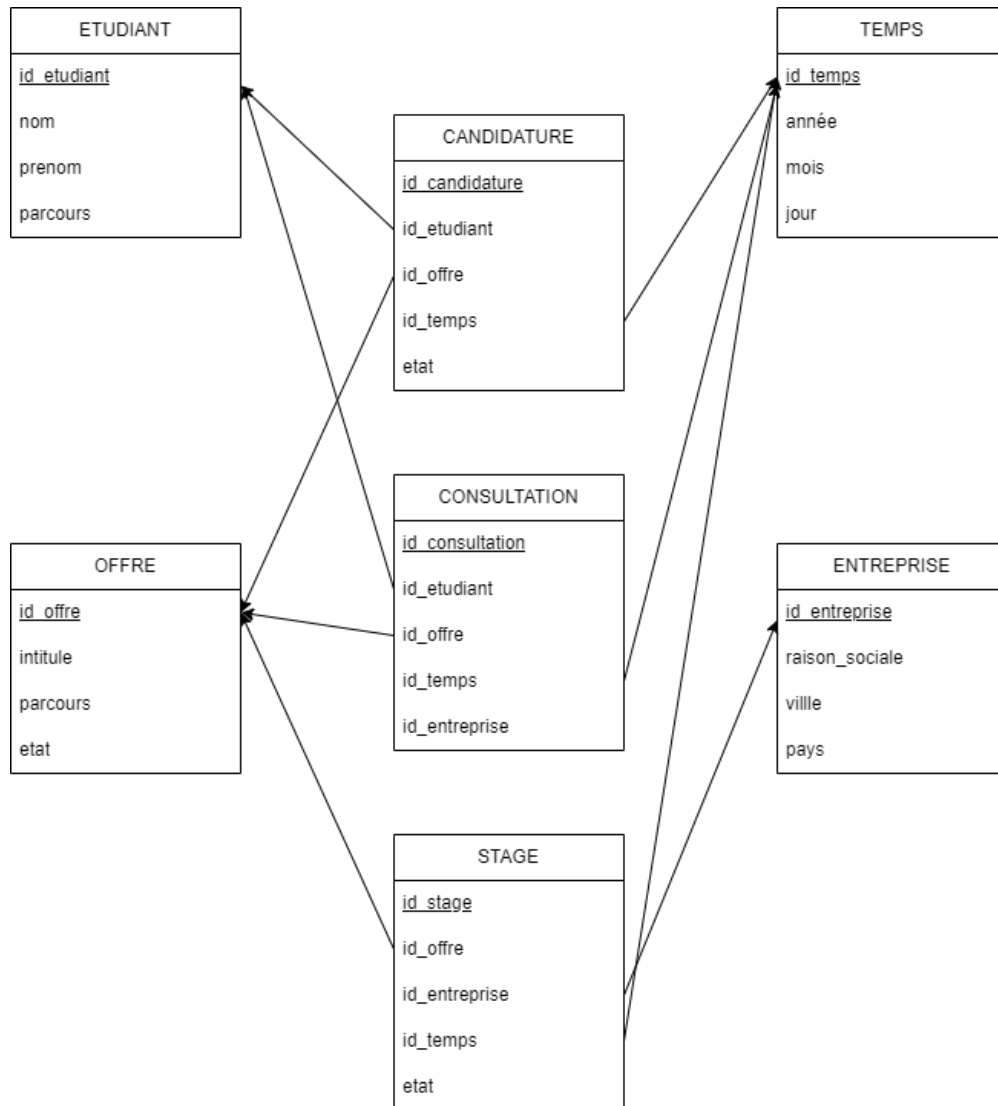 ETUDIANT
id_etudiant
nom
prenom
parcours
TEMPS
id_temps
année
mois
jour
CANDIDATURE
id_candidature
id_etudiant
id_offre
id_temps
etat
CONSULTATION
id_consultation
id_etudiant
id_offre
id_temps
id_entreprise
OFFRE
id_offre
intitule
parcours
etat
ENTREPRISE
id_entreprise
raison_sociale
villle
pays
STAGE
id_stage
id_offre
id_entreprise
id_temps
etat